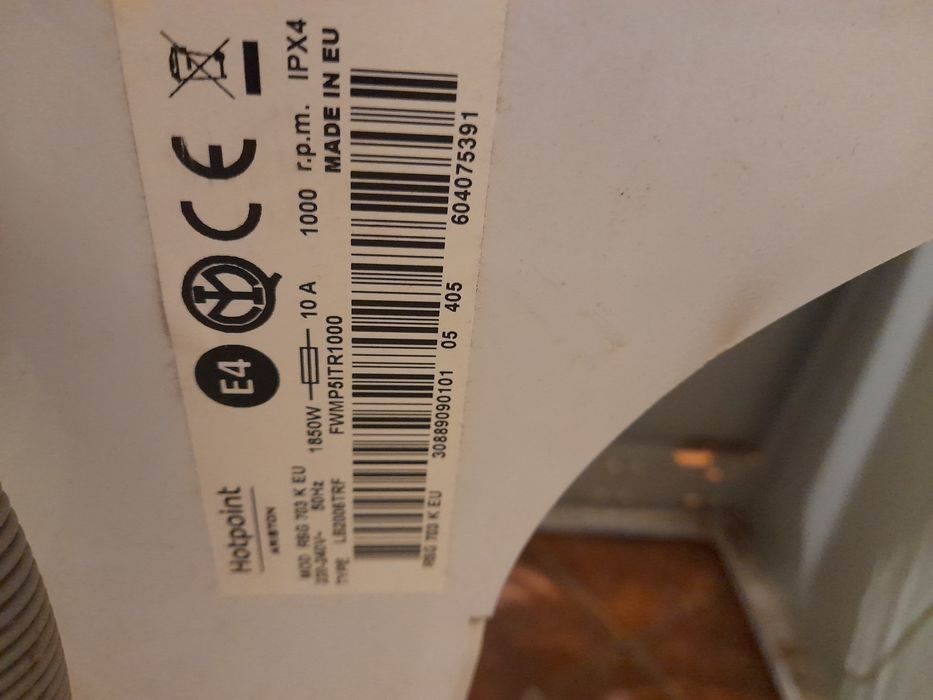 Hotpoint
ARISTON
E4
CE
MOD RSG 703 K EU
220-240V~ 50Hz 1850W 10 A 1000 r.p.m. IPX4
TYPE LB2006TRF FWMP5ITR1000 MADE IN EU
RSG 703 K EU 30889090101 05 405 604075391